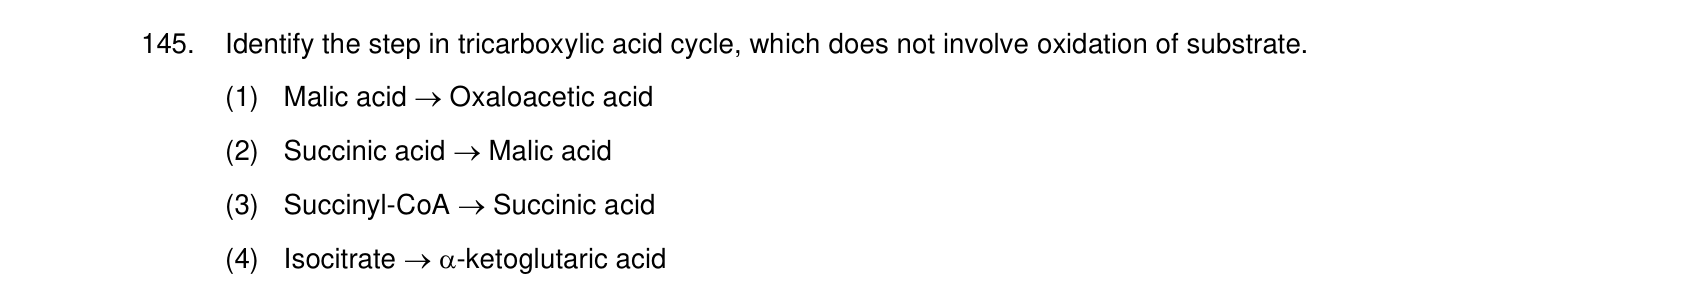 145. Identify the step in tricarboxylic acid cycle, which does not involve oxidation of substrate.
(1) Malic acid → Oxaloacetic acid
(2) Succinic acid → Malic acid
(3) Succinyl-CoA → Succinic acid
(4) Isocitrate → α-ketoglutaric acid